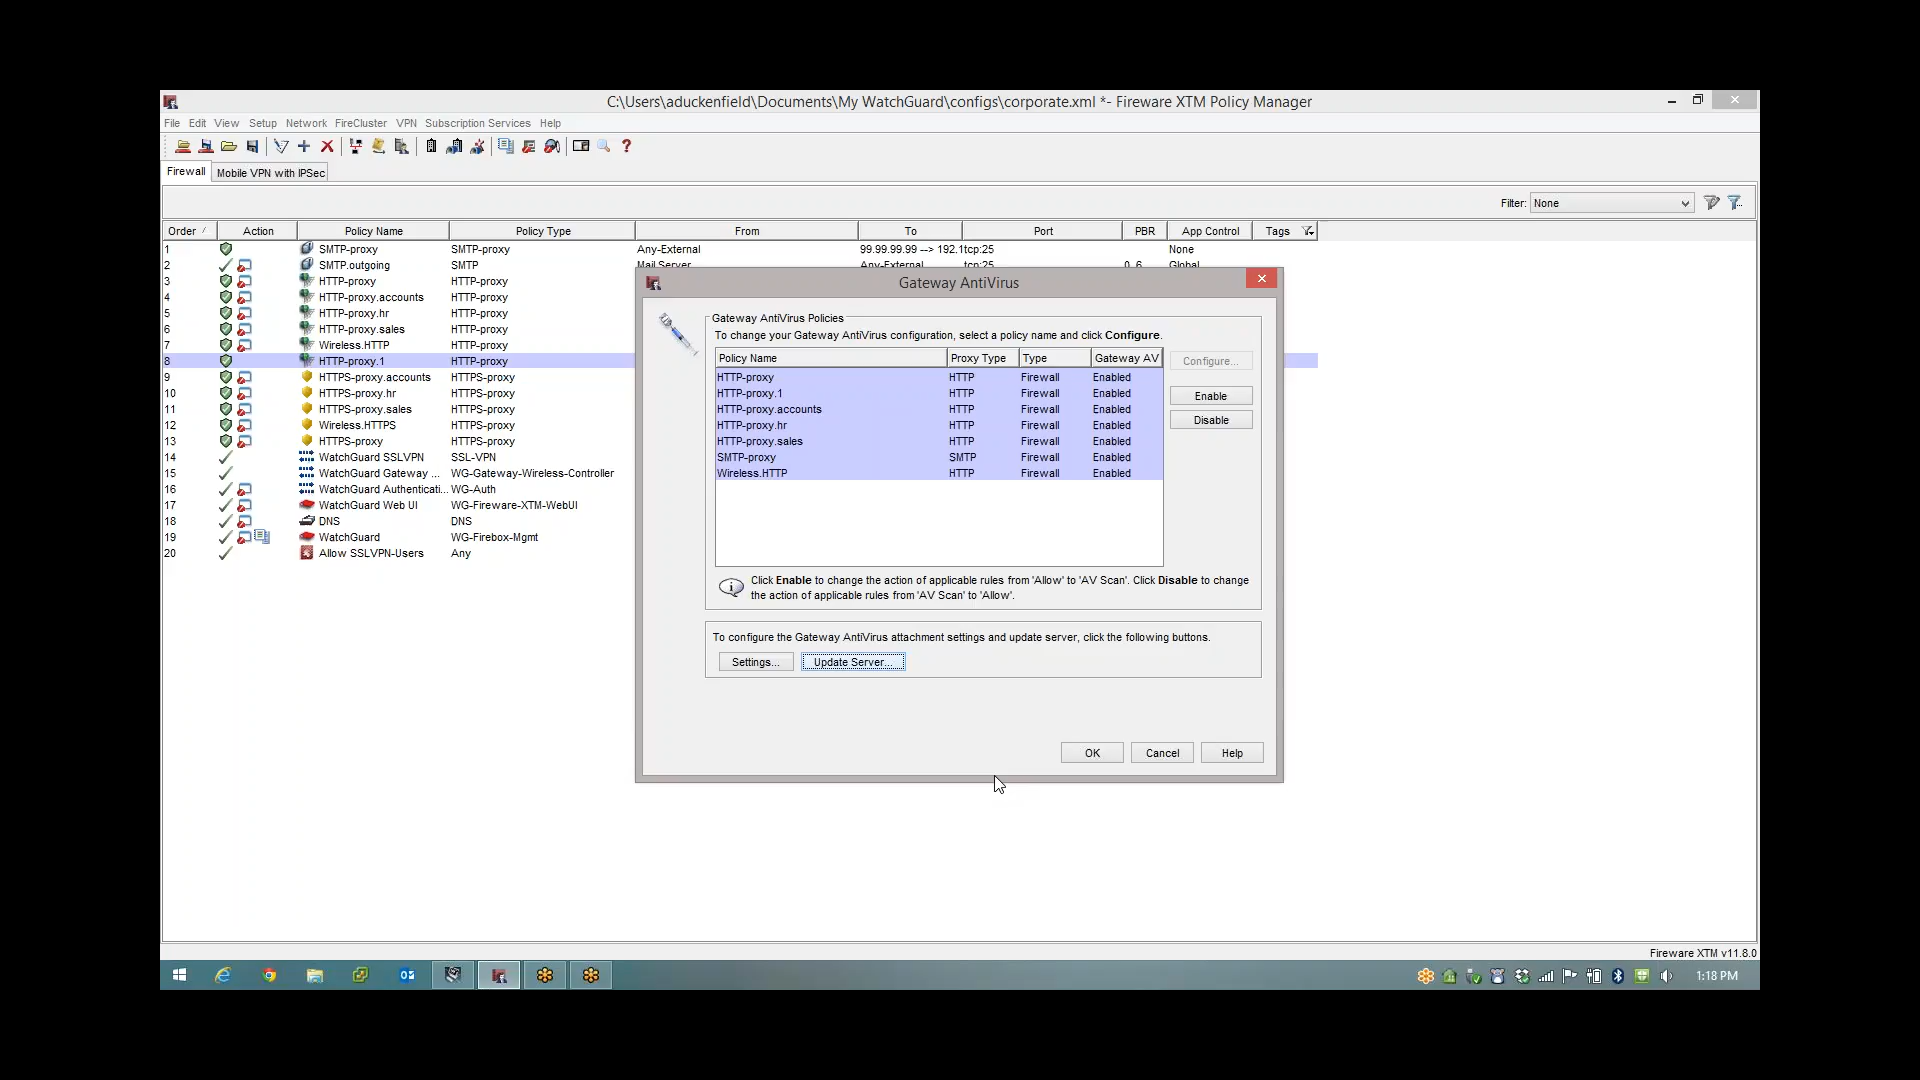 C:\Users\aduckenfield\Documents\My WatchGuard\configs\corporate.xml *- Fireware XTM Policy Manager
File Edit View Setup Network FireCluster VPN Subscription Services Help
Firewall Mobile VPN with IPSec
Filter: None
Order Action Policy Name Policy Type From To Port PBR App Control Tags
1 SMTP-proxy SMTP-proxy Any-External 99.99.99.99 --> 192.1 tcp:25 None
2 SMTP.outgoing SMTP Mail Server Any-External tcp:25 0, 6 Global
3 HTTP-proxy HTTP-proxy
4 HTTP-proxy.accounts HTTP-proxy
5 HTTP-proxy.hr HTTP-proxy
6 HTTP-proxy.sales HTTP-proxy
7 Wireless.HTTP HTTP-proxy
8 HTTP-proxy.1 HTTP-proxy
9 HTTPS-proxy.accounts HTTPS-proxy
10 HTTPS-proxy.hr HTTPS-proxy
11 HTTPS-proxy.sales HTTPS-proxy
12 Wireless.HTTPS HTTPS-proxy
13 HTTPS-proxy HTTPS-proxy
14 WatchGuard SSLVPN SSL-VPN
15 WatchGuard Gateway ... WG-Gateway-Wireless-Controller
16 WatchGuard Authenticati... WG-Auth
17 WatchGuard Web UI WG-Fireware-XTM-WebUI
18 DNS DNS
19 WatchGuard WG-Firebox-Mgmt
20 Allow SSLVPN-Users Any
Gateway AntiVirus
Gateway AntiVirus Policies
To change your Gateway AntiVirus configuration, select a policy name and click Configure.
Policy Name Proxy Type Type Gateway AV
HTTP-proxy HTTP Firewall Enabled
HTTP-proxy.1 HTTP Firewall Enabled
HTTP-proxy.accounts HTTP Firewall Enabled
HTTP-proxy.hr HTTP Firewall Enabled
HTTP-proxy.sales HTTP Firewall Enabled
SMTP-proxy SMTP Firewall Enabled
Wireless.HTTP HTTP Firewall Enabled
Configure...
Enable
Disable
Click Enable to change the action of applicable rules from 'Allow' to 'AV Scan'. Click Disable to change
the action of applicable rules from 'AV Scan' to 'Allow'.
To configure the Gateway AntiVirus attachment settings and update server, click the following buttons.
Settings... Update Server...
OK Cancel Help
Fireware XTM v11.8.0
1:18 PM